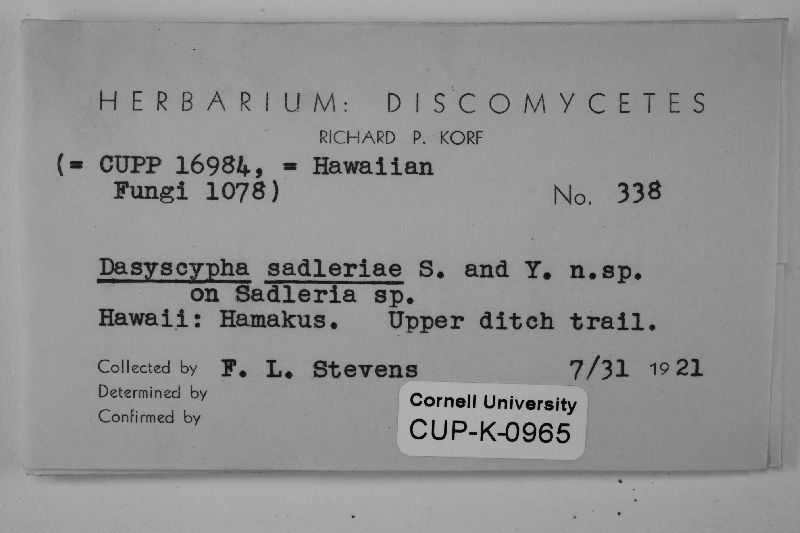 HERBARIUM: DISCOMYCETES
RICHARD P. KORF
(= CUPP 16984, = Hawaiian
Fungi 1078)
No. 338
Dasyscypha sadleriae S. and Y. n.sp.
on Sadleria sp.
Hawaii: Hamakus. Upper ditch trail.
Collected by F. L. Stevens 7/31 1921
Determined by
Confirmed by
Cornell University
CUP-K-0965